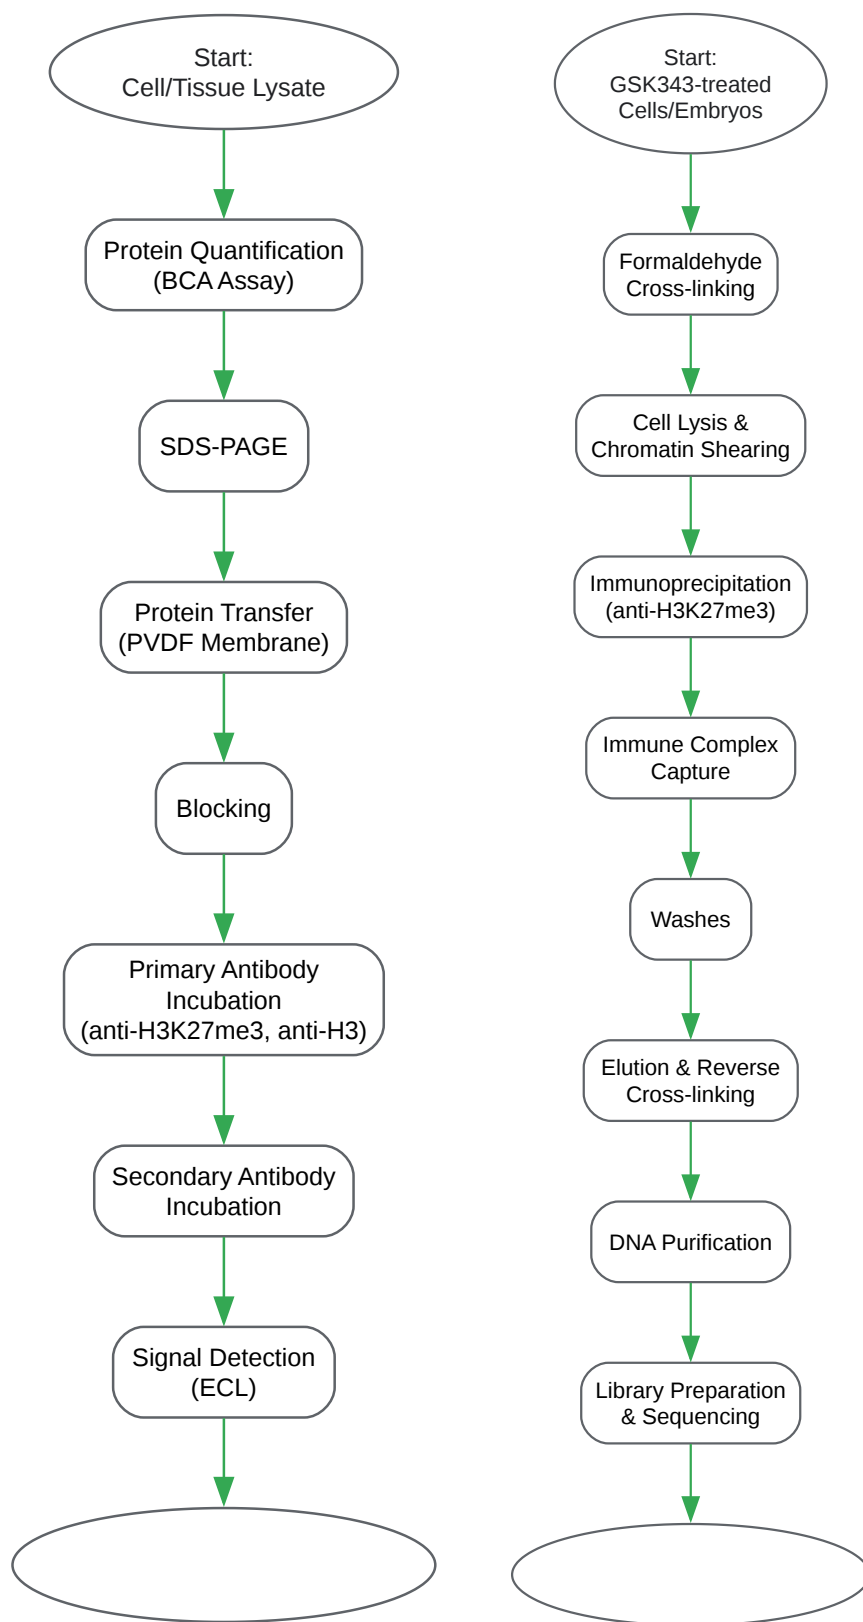 Start:
Cell/Tissue Lysate
Protein Quantification
(BCA Assay)
SDS-PAGE
Protein Transfer
(PVDF Membrane)
Blocking
Primary Antibody
Incubation
(anti-H3K27me3, anti-H3)
Secondary Antibody
Incubation
Signal Detection
(ECL)
Start:
GSK343-treated
Cells/Embryos
Formaldehyde
Cross-linking
Cell Lysis &
Chromatin Shearing
Immunoprecipitation
(anti-H3K27me3)
Immune Complex
Capture
Washes
Elution & Reverse
Cross-linking
DNA Purification
Library Preparation
& Sequencing